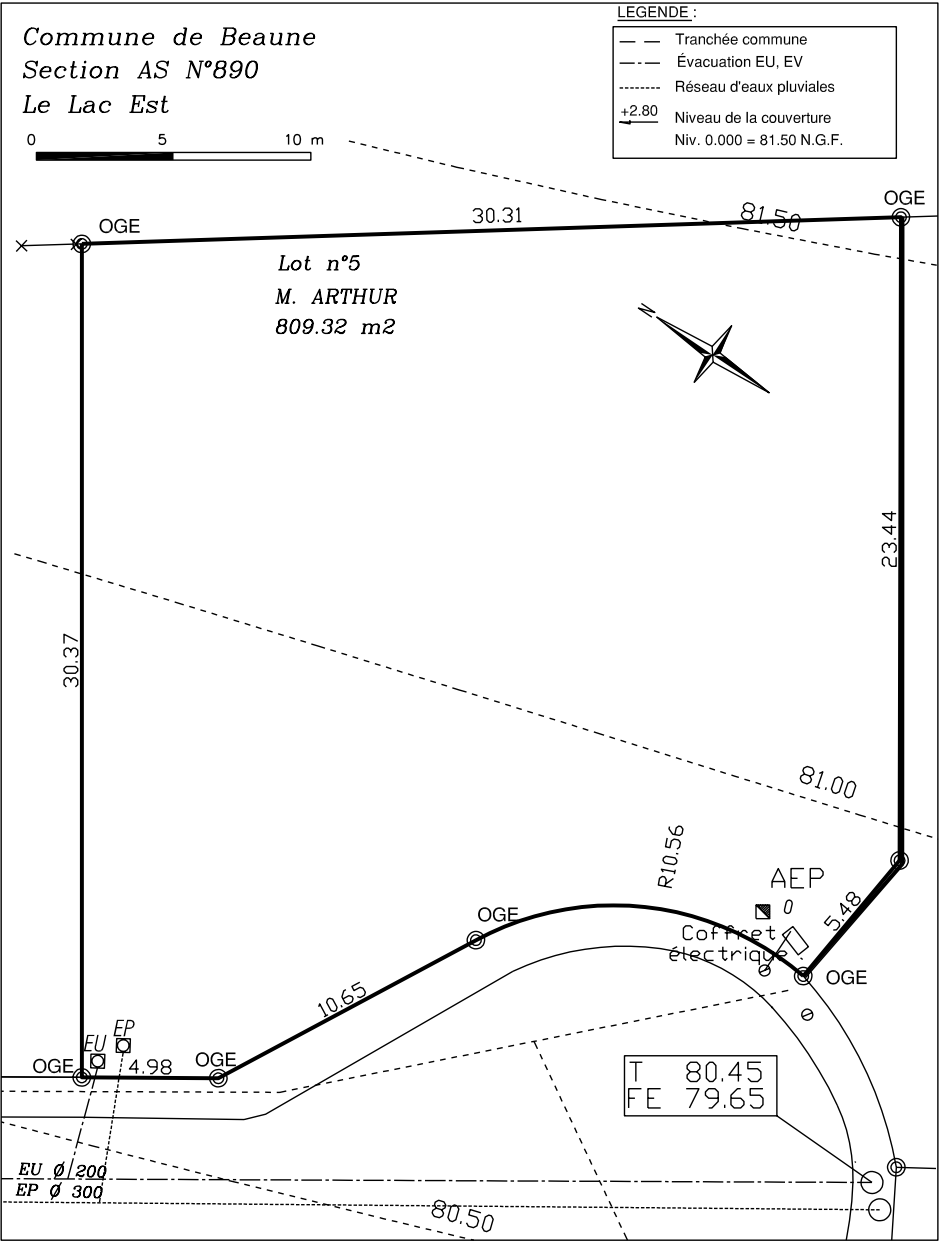 Commune de Beaune
Section AS N°890
Le Lac Est
0 5 10 m
LEGENDE :
Tranchée commune
Évacuation EU, EV
Réseau d'eaux pluviales
+2.80 Niveau de la couverture
Niv. 0.000 = 81.50 N.G.F.
OGE
30.31
81.50
OGE
Lot n°5
M. ARTHUR
809.32 m2
N
23.44
30.37
81.00
R10.56
AEP
5.48
Coffret
électrique
OGE
OGE
10.65
EU
EP
OGE
4.98
OGE
T 80.45
FE 79.65
EU Ø 200
EP Ø 300
80.50